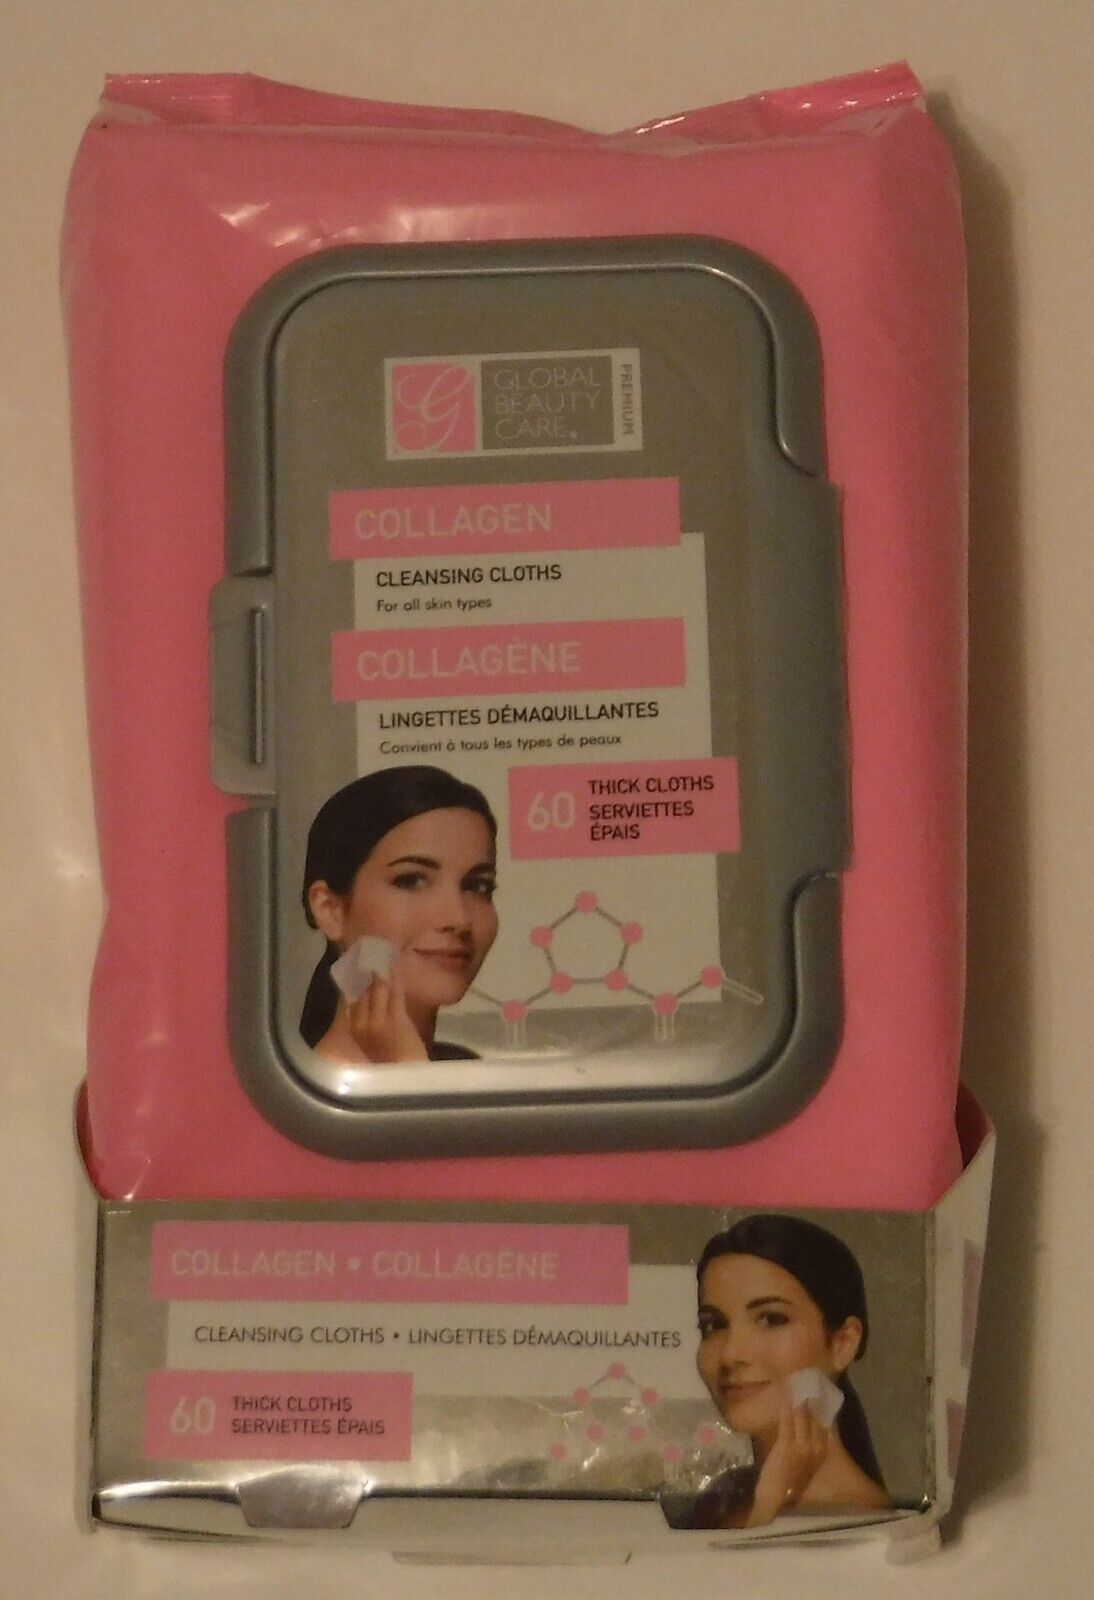 G
GLOBAL
BEAUTY
CARE®
PREMIUM
COLLAGEN
CLEANSING CLOTHS
For all skin types
COLLAGÈNE
LINGETTES DÉMAQUILLANTES
Convient à tous les types de peaux
60
THICK CLOTHS
SERVIETTES
ÉPAIS
COLLAGEN • COLLAGÈNE
CLEANSING CLOTHS • LINGETTES DÉMAQUILLANTES
60
THICK CLOTHS
SERVIETTES ÉPAIS